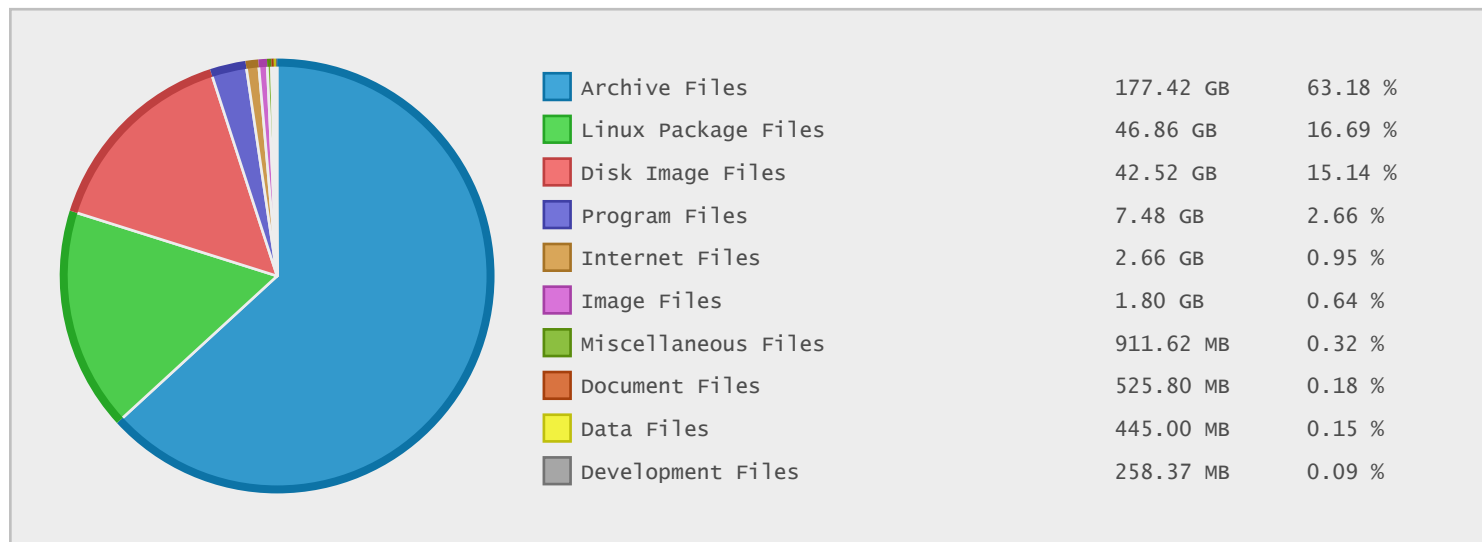 Archive Files 177.42 GB 63.18 %
Linux Package Files 46.86 GB 16.69 %
Disk Image Files 42.52 GB 15.14 %
Program Files 7.48 GB 2.66 %
Internet Files 2.66 GB 0.95 %
Image Files 1.80 GB 0.64 %
Miscellaneous Files 911.62 MB 0.32 %
Document Files 525.80 MB 0.18 %
Data Files 445.00 MB 0.15 %
Development Files 258.37 MB 0.09 %